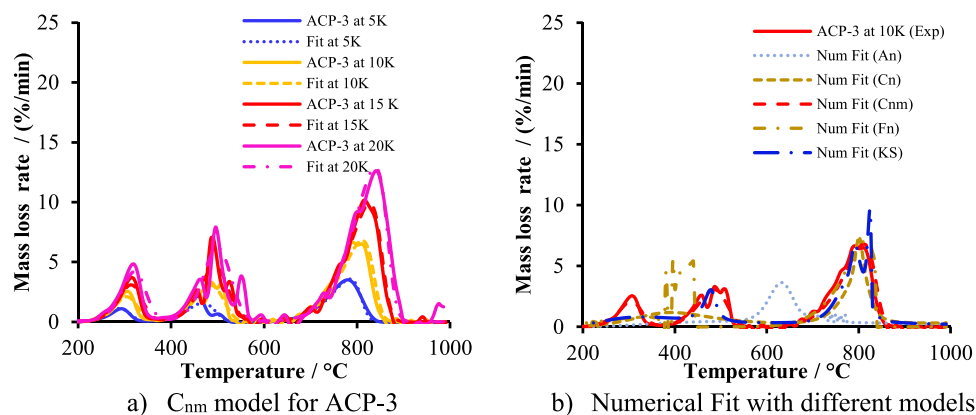 25
20
15
10
5
0
Mass loss rate / (%/min)
ACP-3 at 5K
Fit at 5K
ACP-3 at 10K
Fit at 10K
ACP-3 at 15 K
Fit at 15K
ACP-3 at 20K
Fit at 20K
200 400 600 800 1000
Temperature / °C
a) Cnm model for ACP-3
25
20
15
10
5
0
Mass loss rate / (%/min)
ACP-3 at 10K (Exp)
Num Fit (An)
Num Fit (Cn)
Num Fit (Cnm)
Num Fit (Fn)
Num Fit (KS)
200 400 600 800 1000
Temperature / °C
b) Numerical Fit with different models